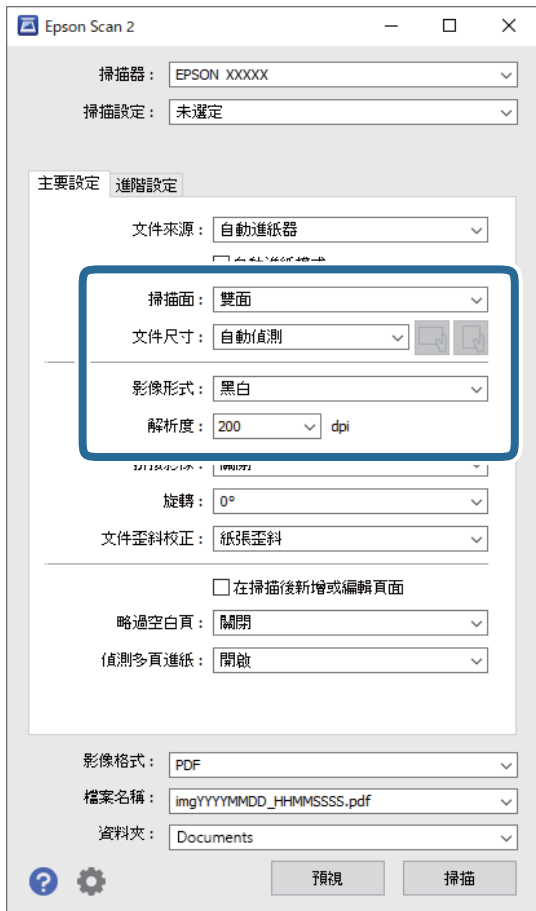 Epson Scan 2
掃描器： EPSON XXXXX
掃描設定： 未選定
主要設定 進階設定
文件來源： 自動進紙器
自動進紙模式
掃描面： 雙面
文件尺寸： 自動偵測
影像形式： 黑白
解析度： 200 dpi
旋轉： 0°
文件歪斜校正： 紙張歪斜
在掃描後新增或編輯頁面
略過空白頁： 關閉
偵測多頁進紙： 開啟
影像格式： PDF
檔案名稱： imgYYYYMMDD_HHMMSSSS.pdf
資料夾： Documents
預視 掃描